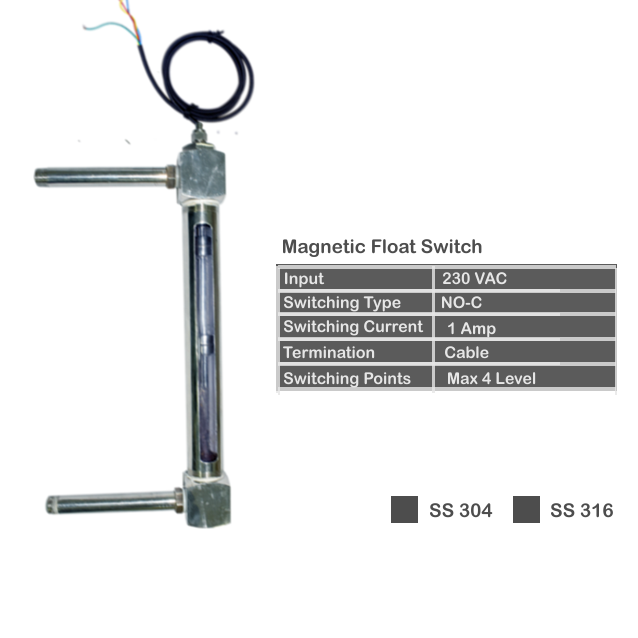 Magnetic Float Switch
Input 230 VAC
Switching Type NO-C
Switching Current 1 Amp
Termination Cable
Switching Points Max 4 Level
SS 304 SS 316